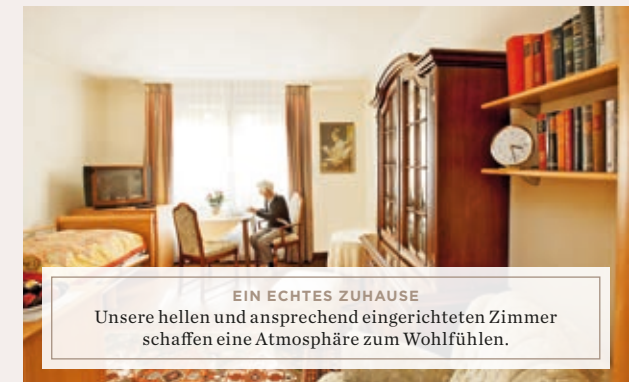 EIN ECHTES ZUHAUSE
Unsere hellen und ansprechend eingerichteten Zimmer
schaffen eine Atmosphäre zum Wohlfühlen.